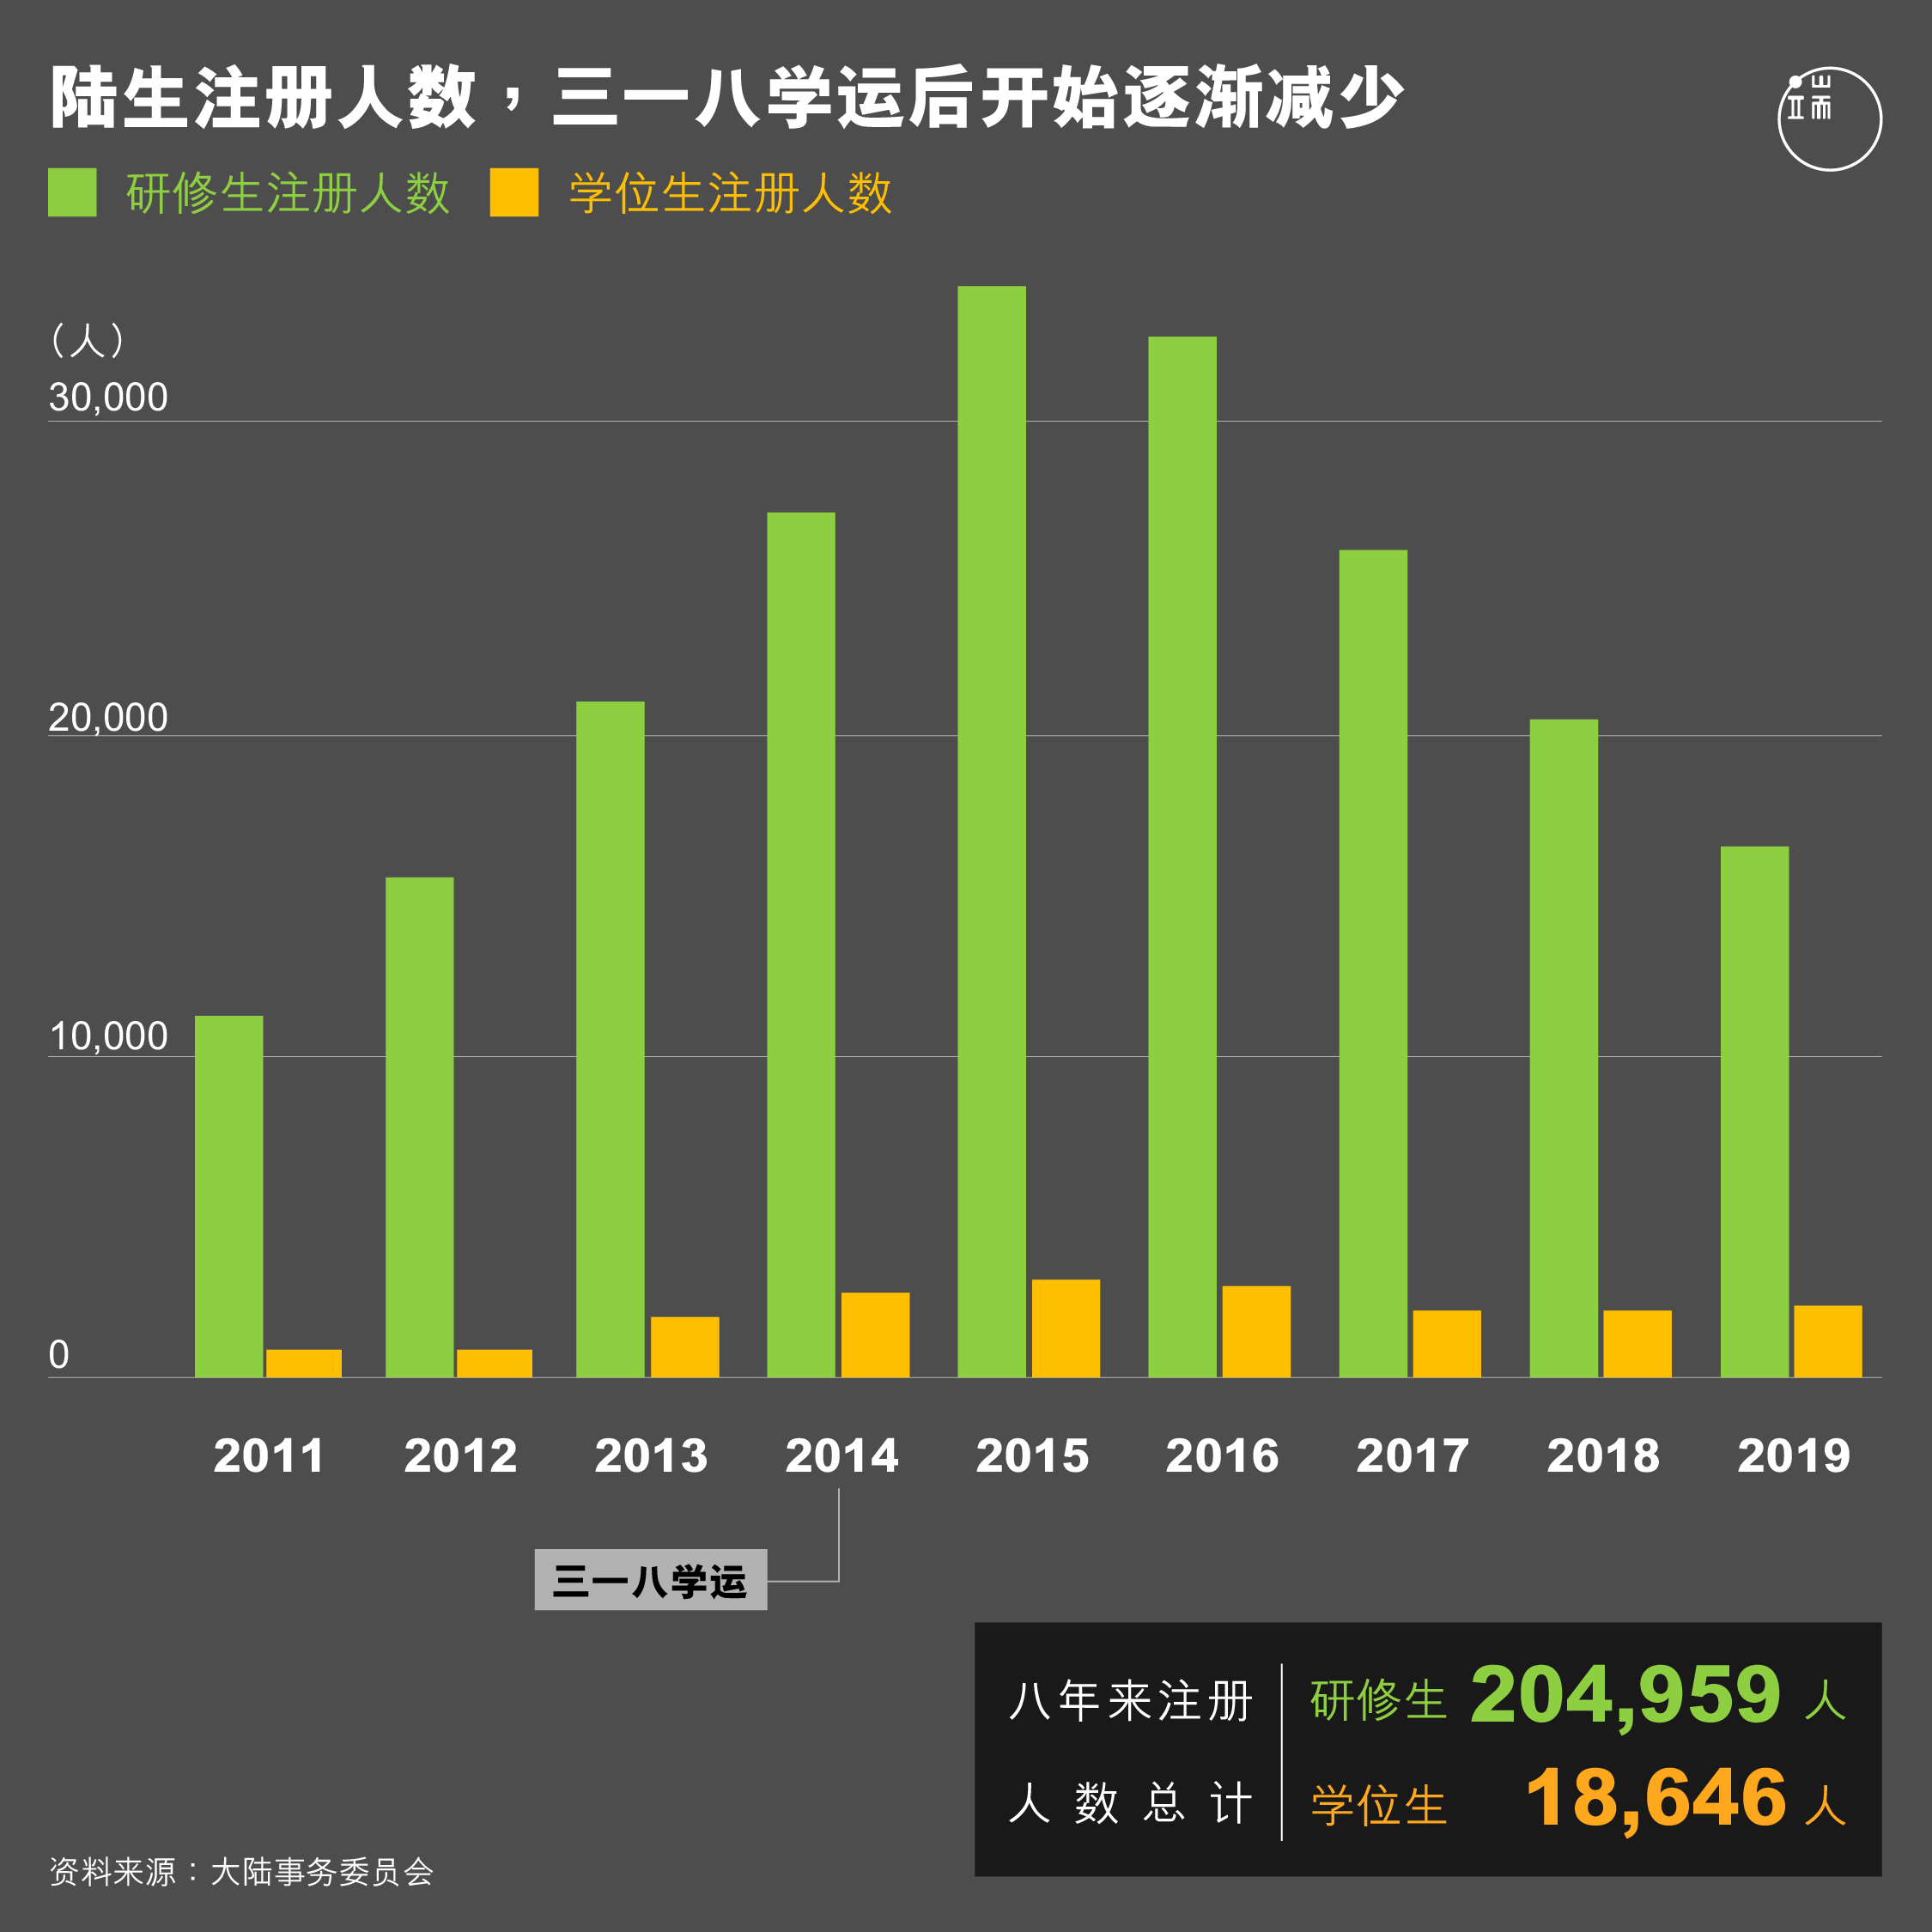 陆生注册人数，三一八学运后开始逐渐减少
端
研修生注册人数 学位生注册人数
（人）
30,000
20,000
10,000
0
2011 2012 2013 2014 2015 2016 2017 2018 2019
三一八学运
八年来注册 研修生 204,959 人
人数总计 学位生 18,646 人
资料来源：大陆事务委员会